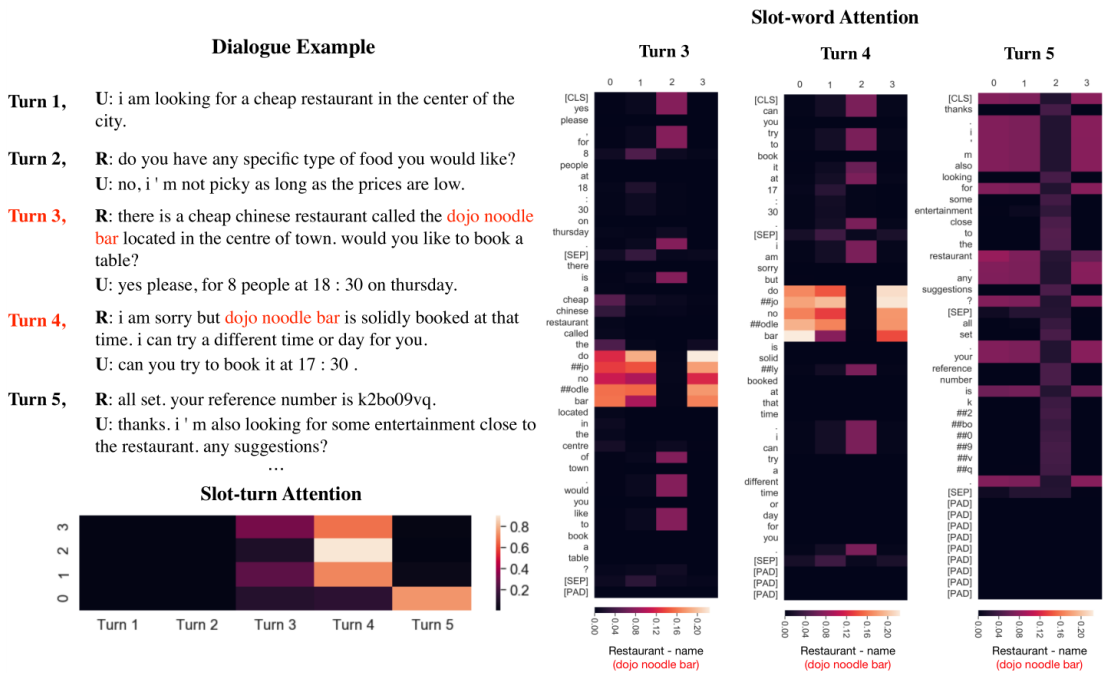 Dialogue Example
Turn 1,
U: i am looking for a cheap restaurant in the center of the
city.
Turn 2,
R: do you have any specific type of food you would like?
U: no, i ' m not picky as long as the prices are low.
Turn 3,
R: there is a cheap chinese restaurant called the dojo noodle
bar located in the centre of town. would you like to book a
table?
U: yes please, for 8 people at 18 : 30 on thursday.
Turn 4,
R: i am sorry but dojo noodle bar is solidly booked at that
time. i can try a different time or day for you.
U: can you try to book it at 17 : 30 .
Turn 5,
R: all set. your reference number is k2bo09vq.
U: thanks. i ' m also looking for some entertainment close to
the restaurant. any suggestions?
...
Slot-turn Attention
3
2
1
0
Turn 1 Turn 2 Turn 3 Turn 4 Turn 5
0.8
0.6
0.4
0.2
Slot-word Attention
Turn 3
0 1 2 3
[CLS]
yes
please
,
for
8
people
at
18
:
30
on
thursday
.
[SEP]
there
is
a
cheap
chinese
restaurant
called
the
do
##jo
no
##odle
bar
located
in
the
centre
of
town
.
would
you
like
to
book
a
table
?
[SEP]
[PAD]
0.00 0.04 0.08 0.12 0.16 0.20
Restaurant - name
(dojo noodle bar)
Turn 4
0 1 2 3
[CLS]
can
you
try
to
book
it
at
17
:
30
.
[SEP]
i
am
sorry
but
do
##jo
no
##odle
bar
is
solid
##ly
booked
at
that
time
.
i
can
try
a
different
time
or
day
for
you
.
[SEP]
[PAD]
[PAD]
[PAD]
0.00 0.04 0.08 0.12 0.16 0.20
Restaurant - name
(dojo noodle bar)
Turn 5
0 1 2 3
[CLS]
thanks
.
i
'
m
also
looking
for
some
entertainment
close
to
the
restaurant
.
any
suggestions
?
[SEP]
all
set
.
your
reference
number
is
k
##2
##bo
##0
##9
##v
##q
.
[SEP]
[PAD]
[PAD]
[PAD]
[PAD]
[PAD]
[PAD]
[PAD]
[PAD]
[PAD]
0.00 0.04 0.08 0.12 0.16 0.20
Restaurant - name
(dojo noodle bar)